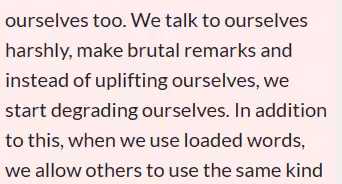 ourselves too. We talk to ourselves
harshly, make brutal remarks and
instead of uplifting ourselves, we
start degrading ourselves. In addition
to this, when we use loaded words,
we allow others to use the same kind